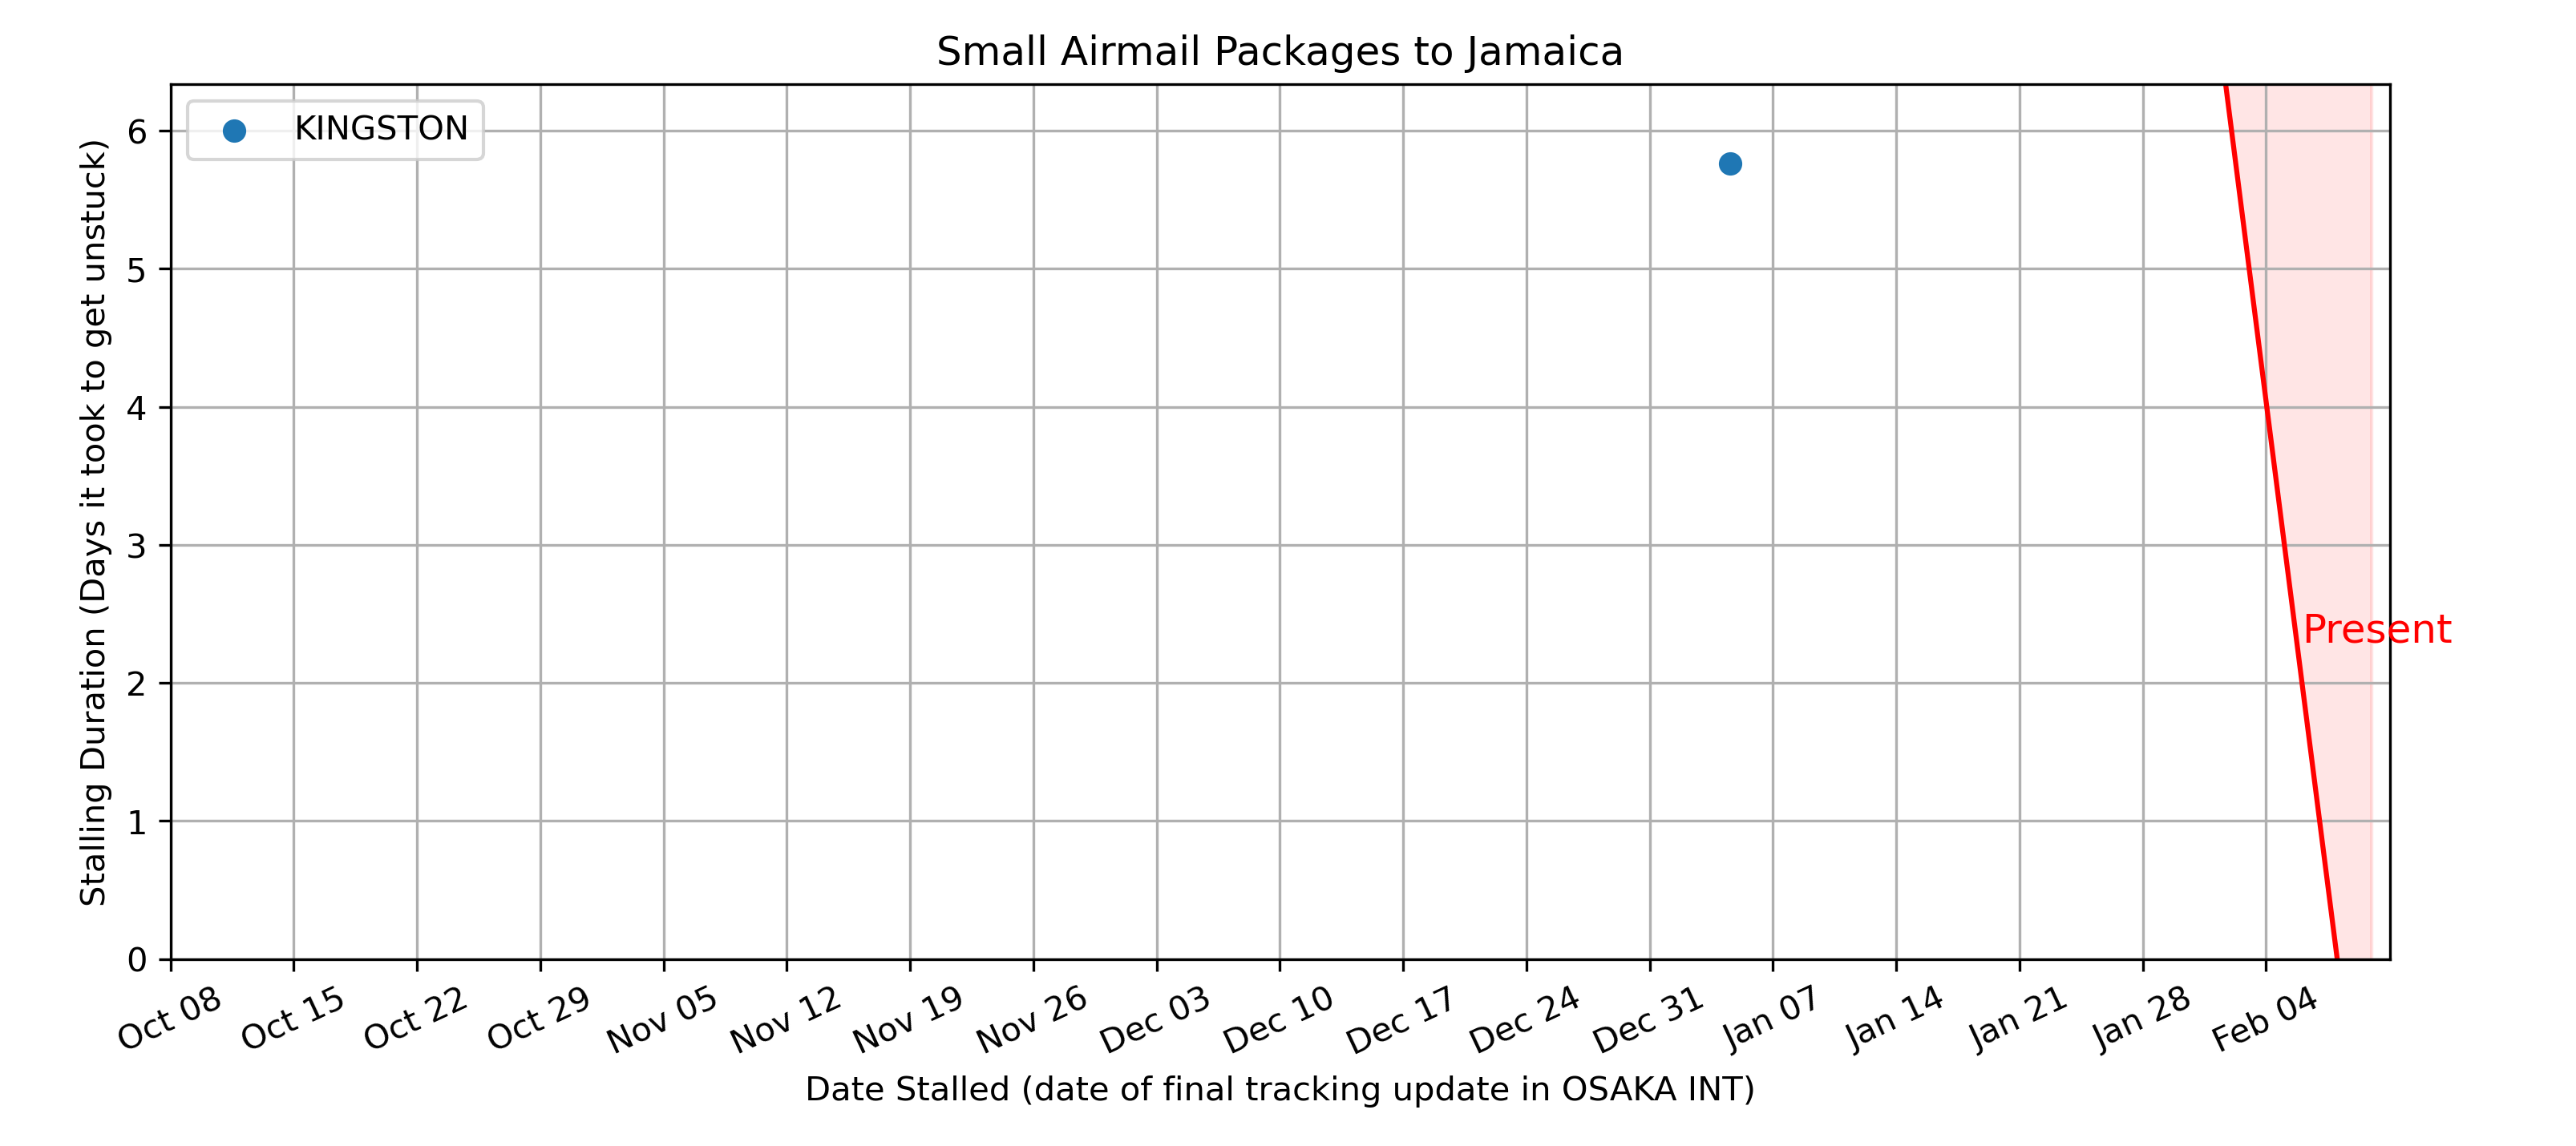 Small Airmail Packages to Jamaica
KINGSTON
Stalling Duration (Days it took to get unstuck)
6
5
4
3
2
1
0
Present
Oct 08
Oct 15
Oct 22
Oct 29
Nov 05
Nov 12
Nov 19
Nov 26
Dec 03
Dec 10
Dec 17
Dec 24
Dec 31
Jan 07
Jan 14
Jan 21
Jan 28
Feb 04
Date Stalled (date of final tracking update in OSAKA INT)